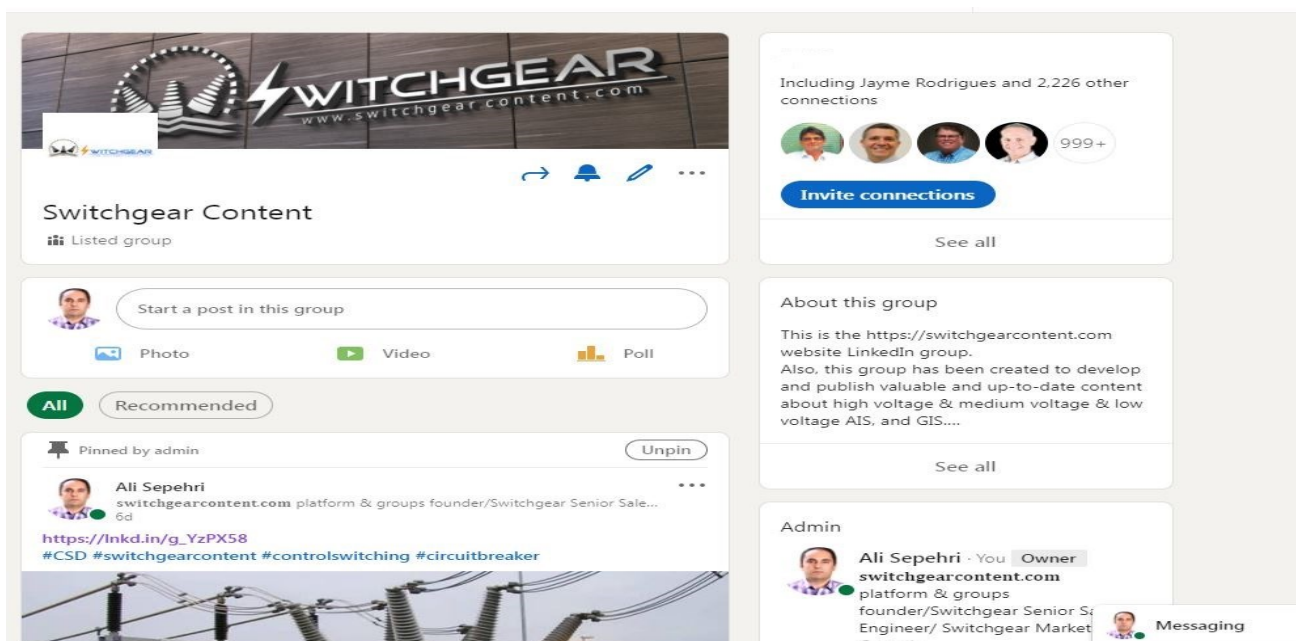 SWITCHGEAR
www.switchgearcontent.com
SWITCHGEAR
Switchgear Content
Listed group
Start a post in this group
Photo
Video
Poll
All
Recommended
Pinned by admin
Unpin
Ali Sepehri
switchgearcontent.com platform & groups founder/Switchgear Senior Sale...
6d
https://lnkd.in/g_YzPX58
#CSD #switchgearcontent #controlswitching #circuitbreaker
Including Jayme Rodrigues and 2,226 other
connections
999+
Invite connections
See all
About this group
This is the https://switchgearcontent.com
website LinkedIn group.
Also, this group has been created to develop
and publish valuable and up-to-date content
about high voltage & medium voltage & low
voltage AIS, and GIS....
See all
Admin
Ali Sepehri · You Owner
switchgearcontent.com
platform & groups
founder/Switchgear Senior
Engineer/ Switchgear Market
Messaging